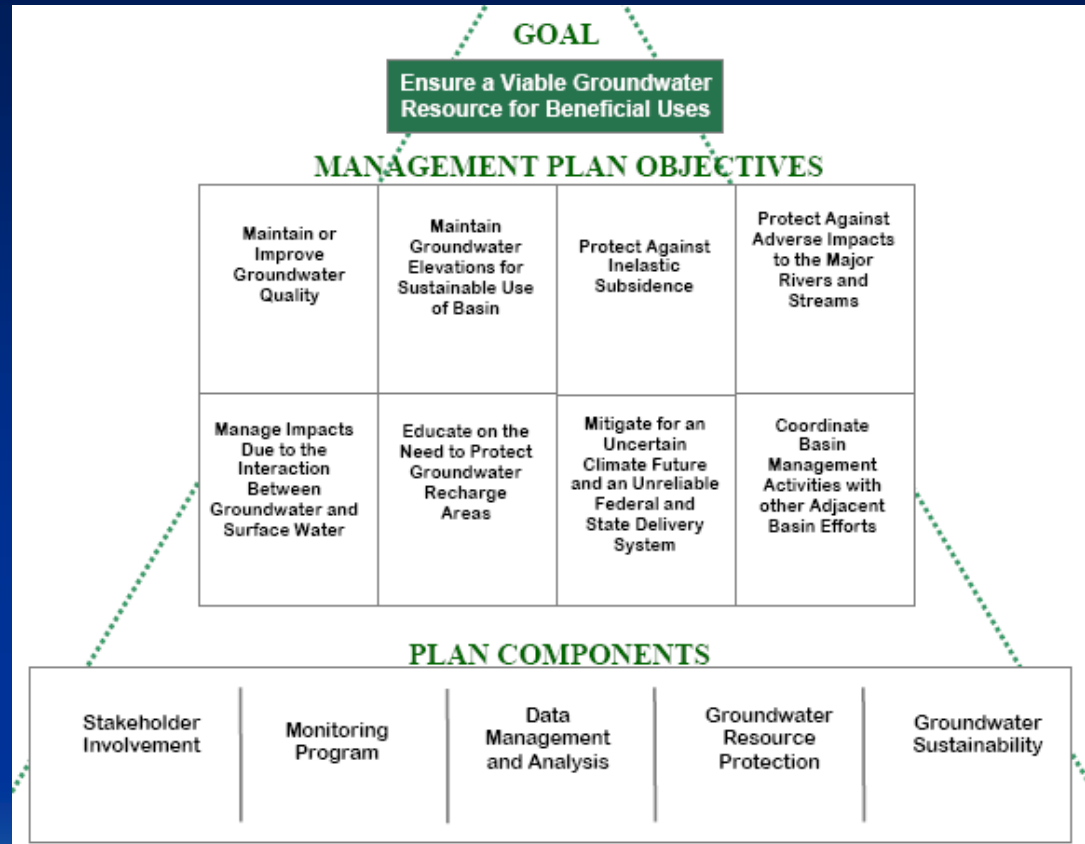 GOAL
Ensure a Viable Groundwater
Resource for Beneficial Uses
MANAGEMENT PLAN OBJECTIVES
Maintain or
Improve
Groundwater
Quality
Maintain
Groundwater
Elevations for
Sustainable Use
of Basin
Protect Against
Inelastic
Subsidence
Protect Against
Adverse Impacts
to the Major
Rivers and
Streams
Manage Impacts
Due to the
Interaction
Between
Groundwater and
Surface Water
Educate on the
Need to Protect
Groundwater
Recharge
Areas
Mitigate for an
Uncertain
Climate Future
and an Unreliable
Federal and
State Delivery
System
Coordinate
Basin
Management
Activities with
other Adjacent
Basin Efforts
PLAN COMPONENTS
Stakeholder
Involvement
Monitoring
Program
Data
Management
and Analysis
Groundwater
Resource
Protection
Groundwater
Sustainability